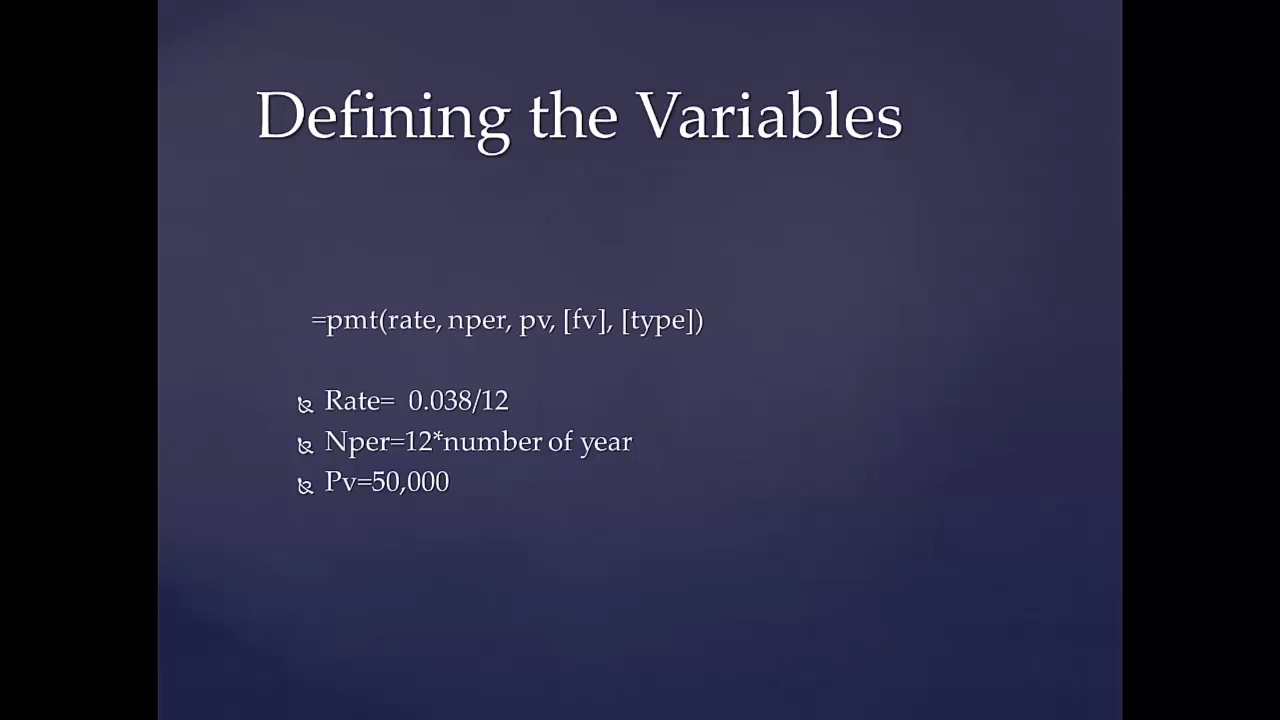 Defining the Variables
=pmt(rate, nper, pv, [fv], [type])
Rate= 0.038/12
Nper=12*number of year
Pv=50,000